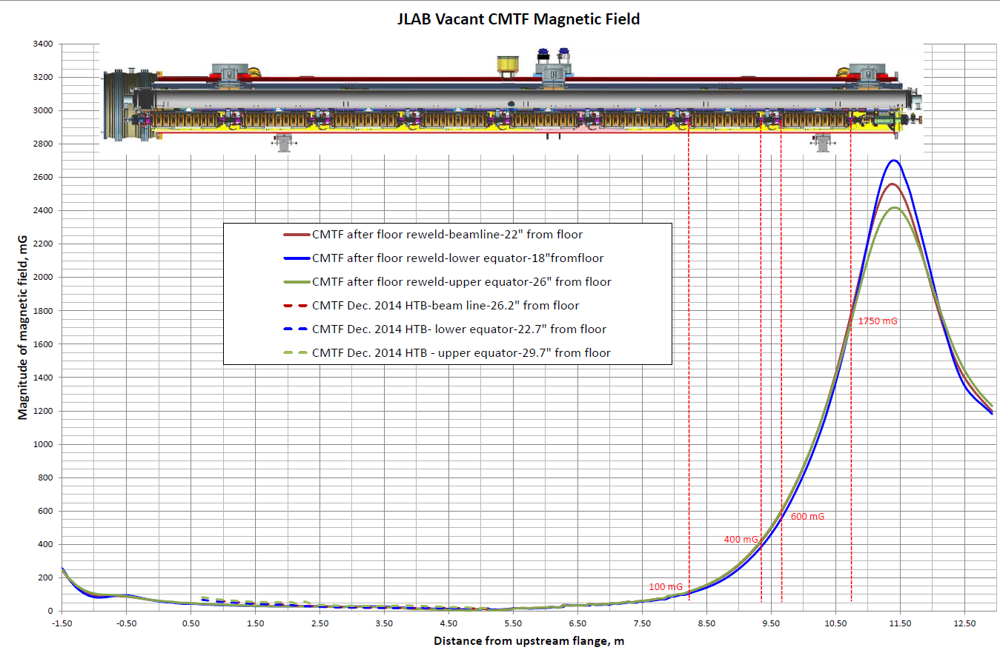 JLAB Vacant CMTF Magnetic Field
3400
3200
3000
2800
2600
2400
2200
2000
1800
1600
1400
1200
1000
800
600
400
200
0
Magnitude of magnetic field, mG
CMTF after floor reweld-beamline-22" from floor
CMTF after floor reweld-lower equator-18"fromfloor
CMTF after floor reweld-upper equator-26" from floor
CMTF Dec. 2014 HTB-beam line-26.2" from floor
CMTF Dec. 2014 HTB- lower equator-22.7" from floor
CMTF Dec. 2014 HTB - upper equator-29.7" from floor
1750 mG
600 mG
400 mG
100 mG
-1.50 -0.50 0.50 1.50 2.50 3.50 4.50 5.50 6.50 7.50 8.50 9.50 10.50 11.50 12.50
Distance from upstream flange, m